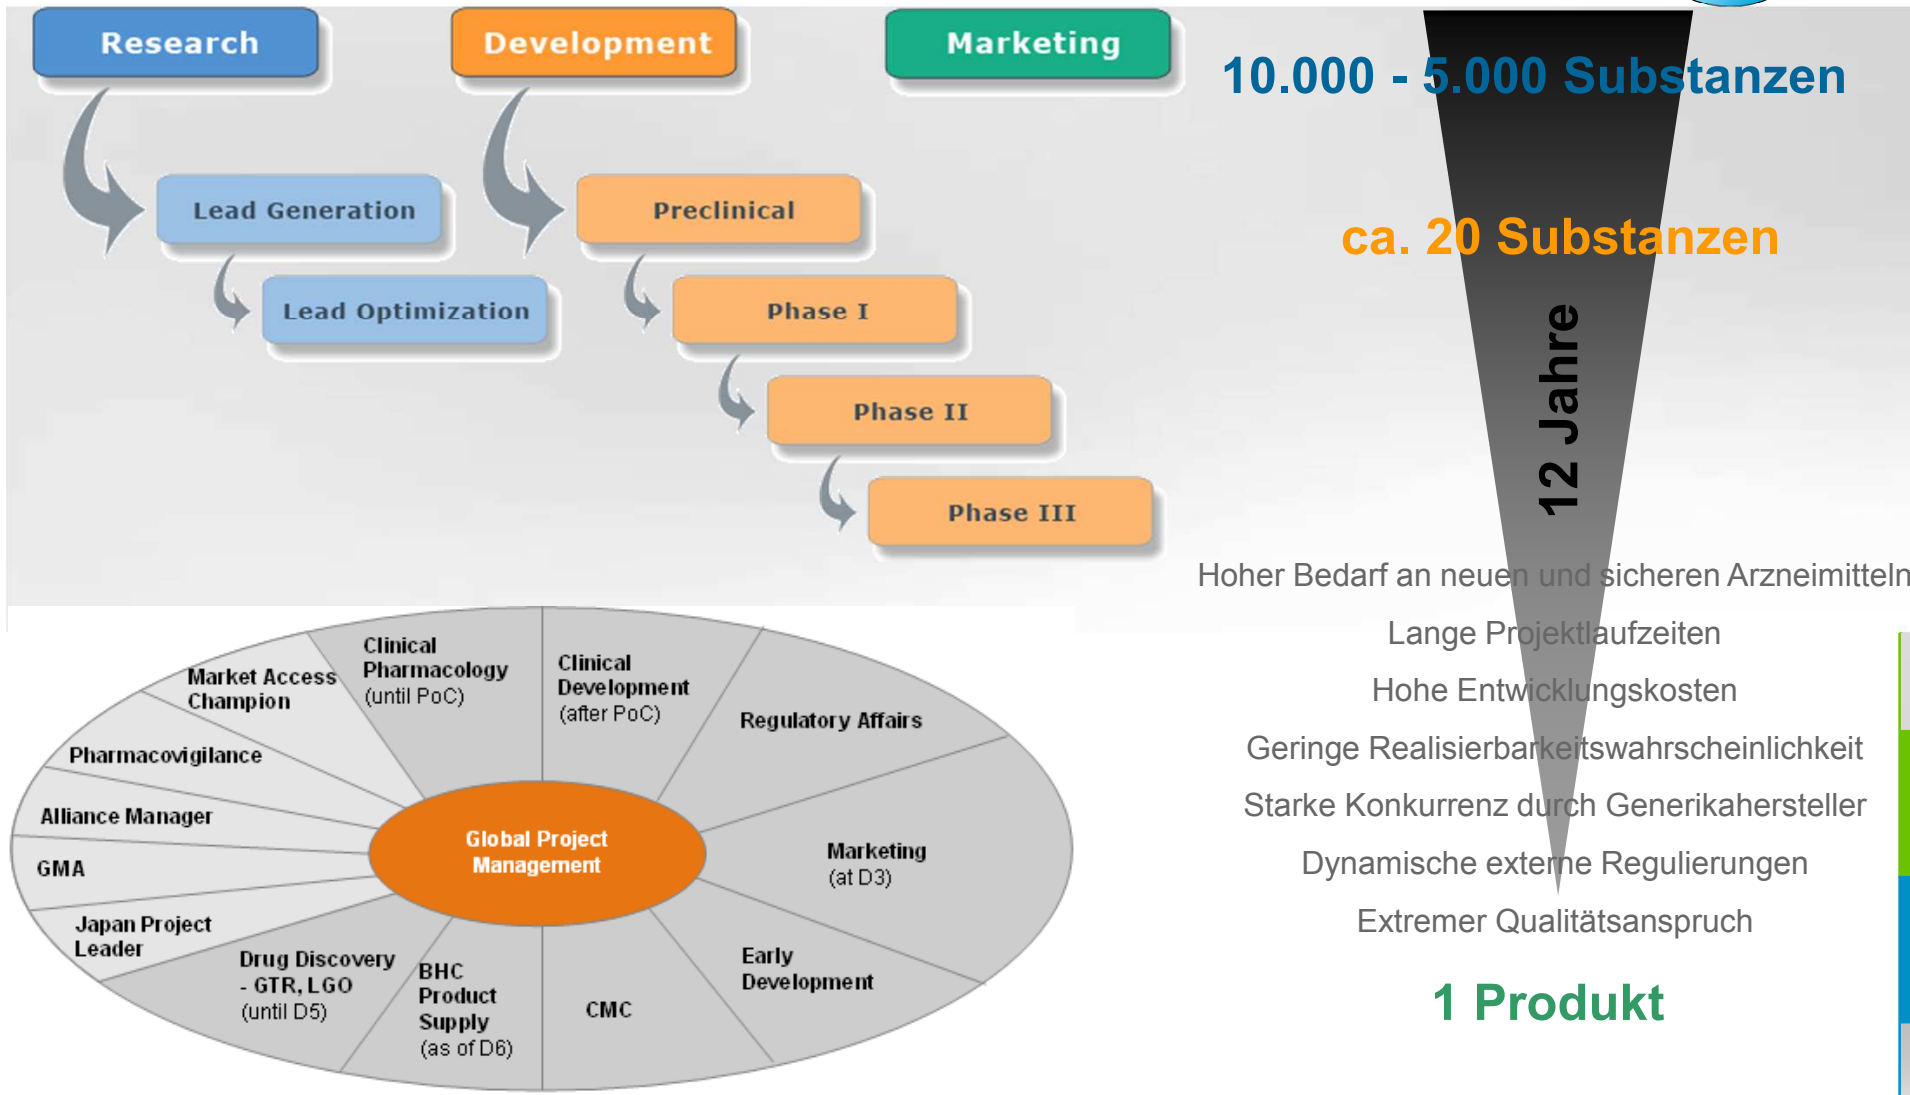 Research
Development
Marketing
Lead Generation
Lead Optimization
Preclinical
Phase I
Phase II
Phase III
10.000 - 5.000 Substanzen
ca. 20 Substanzen
12 Jahre
Hoher Bedarf an neuen und sicheren Arzneimitteln
Lange Projektlaufzeiten
Hohe Entwicklungskosten
Geringe Realisierbarkeitswahrscheinlichkeit
Starke Konkurrenz durch Generikahersteller
Dynamische externe Regulierungen
Extremer Qualitätsanspruch
1 Produkt
Clinical
Pharmacology
(until PoC)
Clinical
Development
(after PoC)
Regulatory Affairs
Marketing
(at D3)
Early
Development
CMC
BHC
Product
Supply
(as of D6)
Drug Discovery
- GTR, LGO
(until D5)
Japan Project
Leader
GMA
Alliance Manager
Pharmacovigilance
Market Access
Champion
Global Project
Management